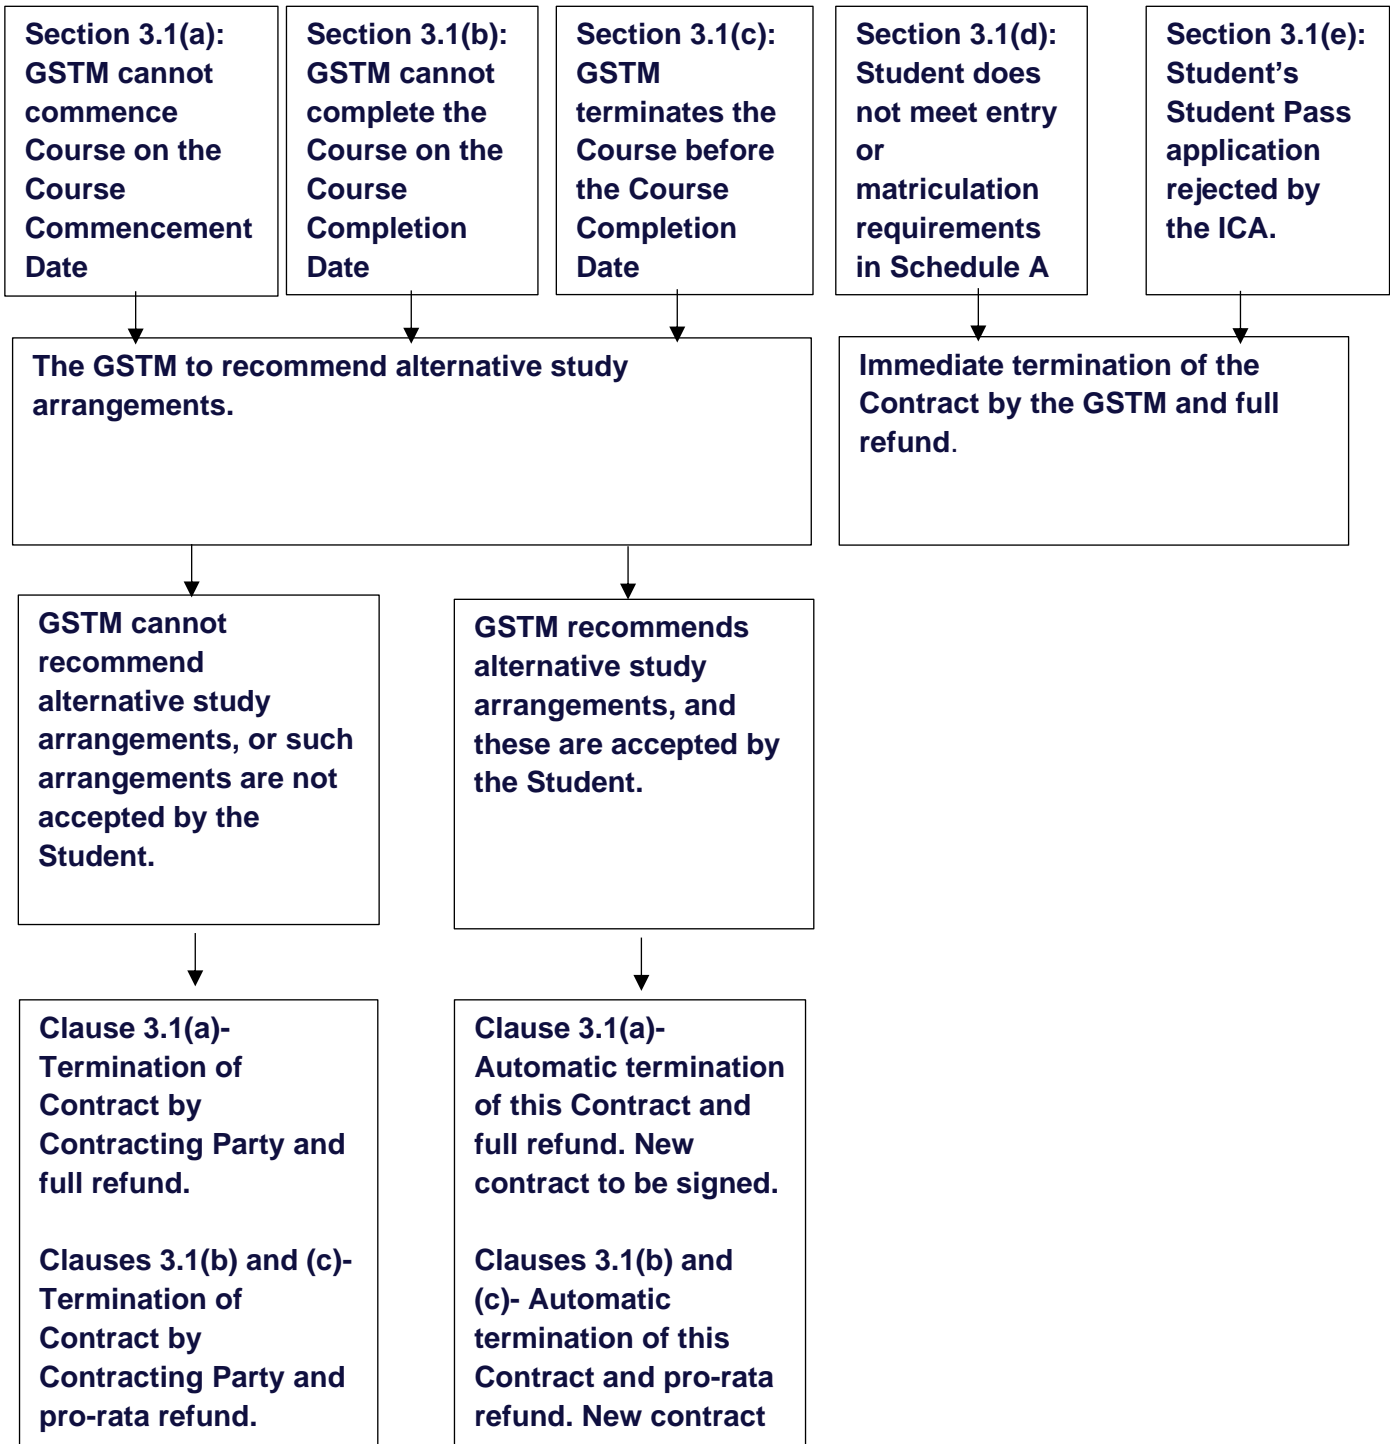 Section 3.1(a):
GSTM cannot
commence
Course on the
Course
Commencement
Date
Section 3.1(b):
GSTM cannot
complete the
Course on the
Course
Completion
Date
Section 3.1(c):
GSTM
terminates the
Course before
the Course
Completion
Date
Section 3.1(d):
Student does
not meet entry
or
matriculation
requirements
in Schedule A
Section 3.1(e):
Student’s
Student Pass
application
rejected by
the ICA.
The GSTM to recommend alternative study
arrangements.
Immediate termination of the
Contract by the GSTM and full
refund.
GSTM cannot
recommend
alternative study
arrangements, or such
arrangements are not
accepted by the
Student.
GSTM recommends
alternative study
arrangements, and
these are accepted by
the Student.
Clause 3.1(a)-
Termination of
Contract by
Contracting Party and
full refund.
Clauses 3.1(b) and (c)-
Termination of
Contract by
Contracting Party and
pro-rata refund.
Clause 3.1(a)-
Automatic termination
of this Contract and
full refund. New
contract to be signed.
Clauses 3.1(b) and
(c)- Automatic
termination of this
Contract and pro-rata
refund. New contract